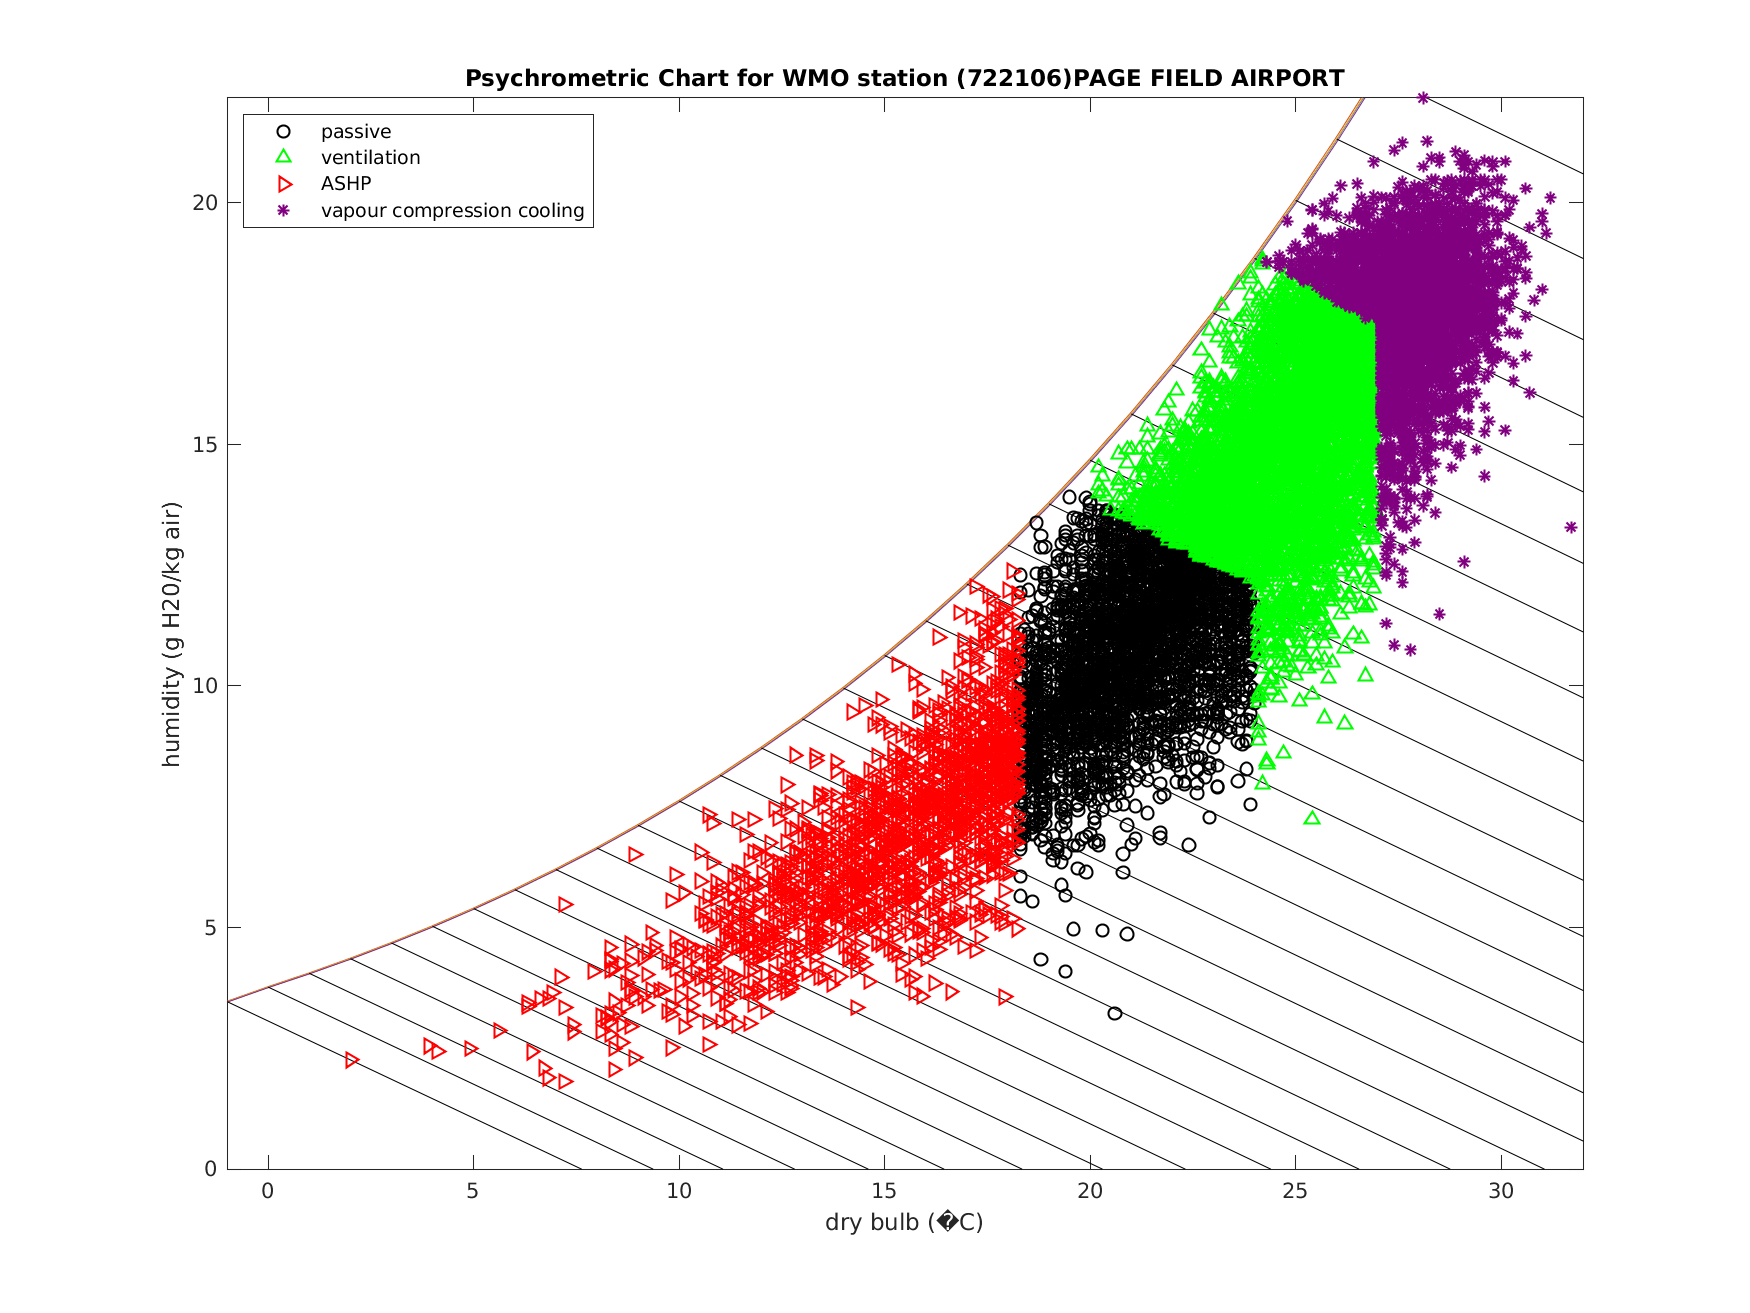 Psychrometric Chart for WMO station (722106)PAGE FIELD AIRPORT
passive
ventilation
ASHP
vapour compression cooling
20
15
10
5
0
humidity (g H20/kg air)
0 5 10 15 20 25 30
dry bulb (�C)